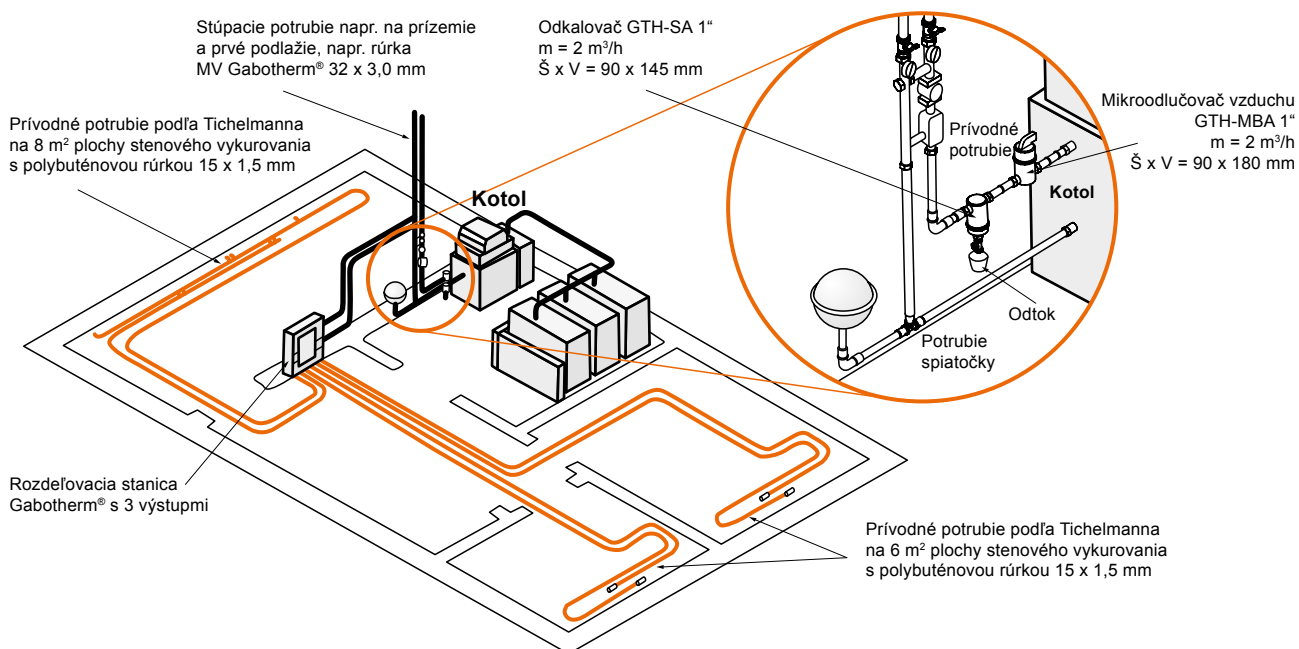 Stúpacie potrubie napr. na prízemie
a prvé podlažie, napr. rúrka
MV Gabotherm® 32 x 3,0 mm
Odkalovač GTH-SA 1“
m = 2 m³/h
Š x V = 90 x 145 mm
Mikroodlučovač vzduchu
GTH-MBA 1“
m = 2 m³/h
Š x V = 90 x 180 mm
Prívodné potrubie podľa Tichelmanna
na 8 m² plochy stenového vykurovania
s polybuténovou rúrkou 15 x 1,5 mm
Prívodné
potrubie
Kotol
Kotol
Odtok
Potrubie
spiatočky
Rozdeľovacia stanica
Gabotherm® s 3 výstupmi
Prívodné potrubie podľa Tichelmanna
na 6 m² plochy stenového vykurovania
s polybuténovou rúrkou 15 x 1,5 mm